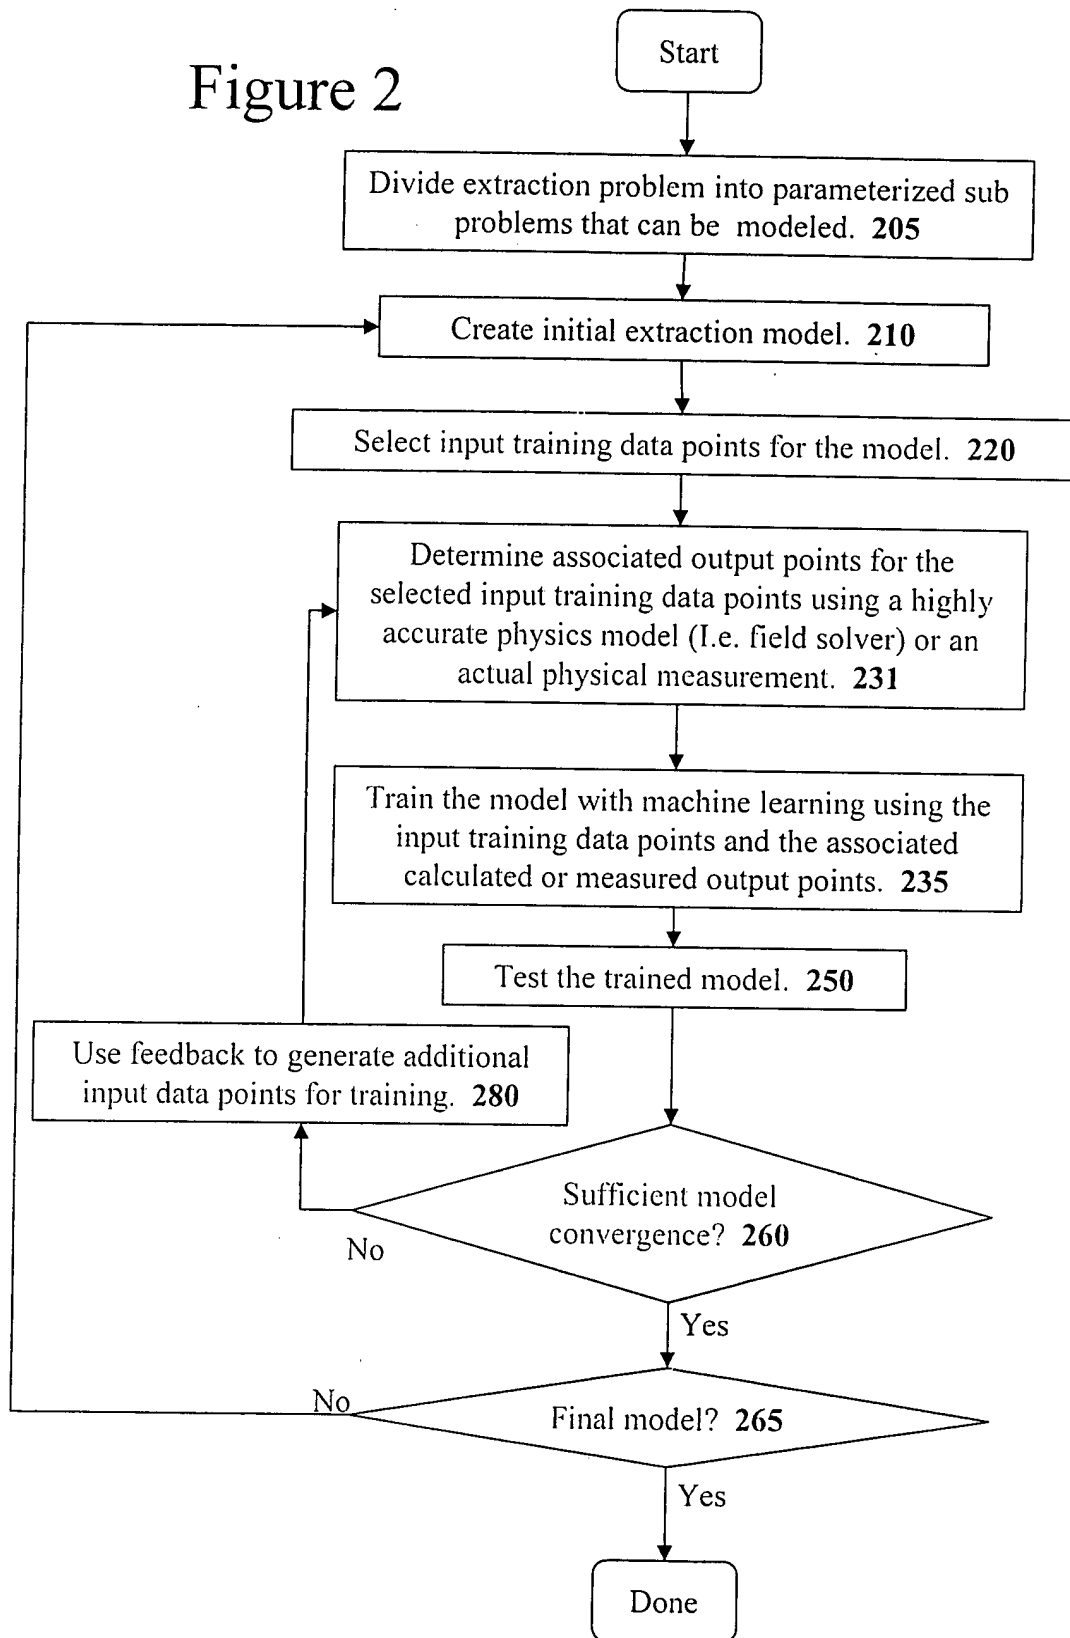 Figure 2
Start
Divide extraction problem into parameterized sub
problems that can be modeled. 205
Create initial extraction model. 210
Select input training data points for the model. 220
Determine associated output points for the
selected input training data points using a highly
accurate physics model (I.e. field solver) or an
actual physical measurement. 231
Train the model with machine learning using the
input training data points and the associated
calculated or measured output points. 235
Test the trained model. 250
Use feedback to generate additional
input data points for training. 280
Sufficient model
convergence? 260
No
Yes
No
Final model? 265
Yes
Done